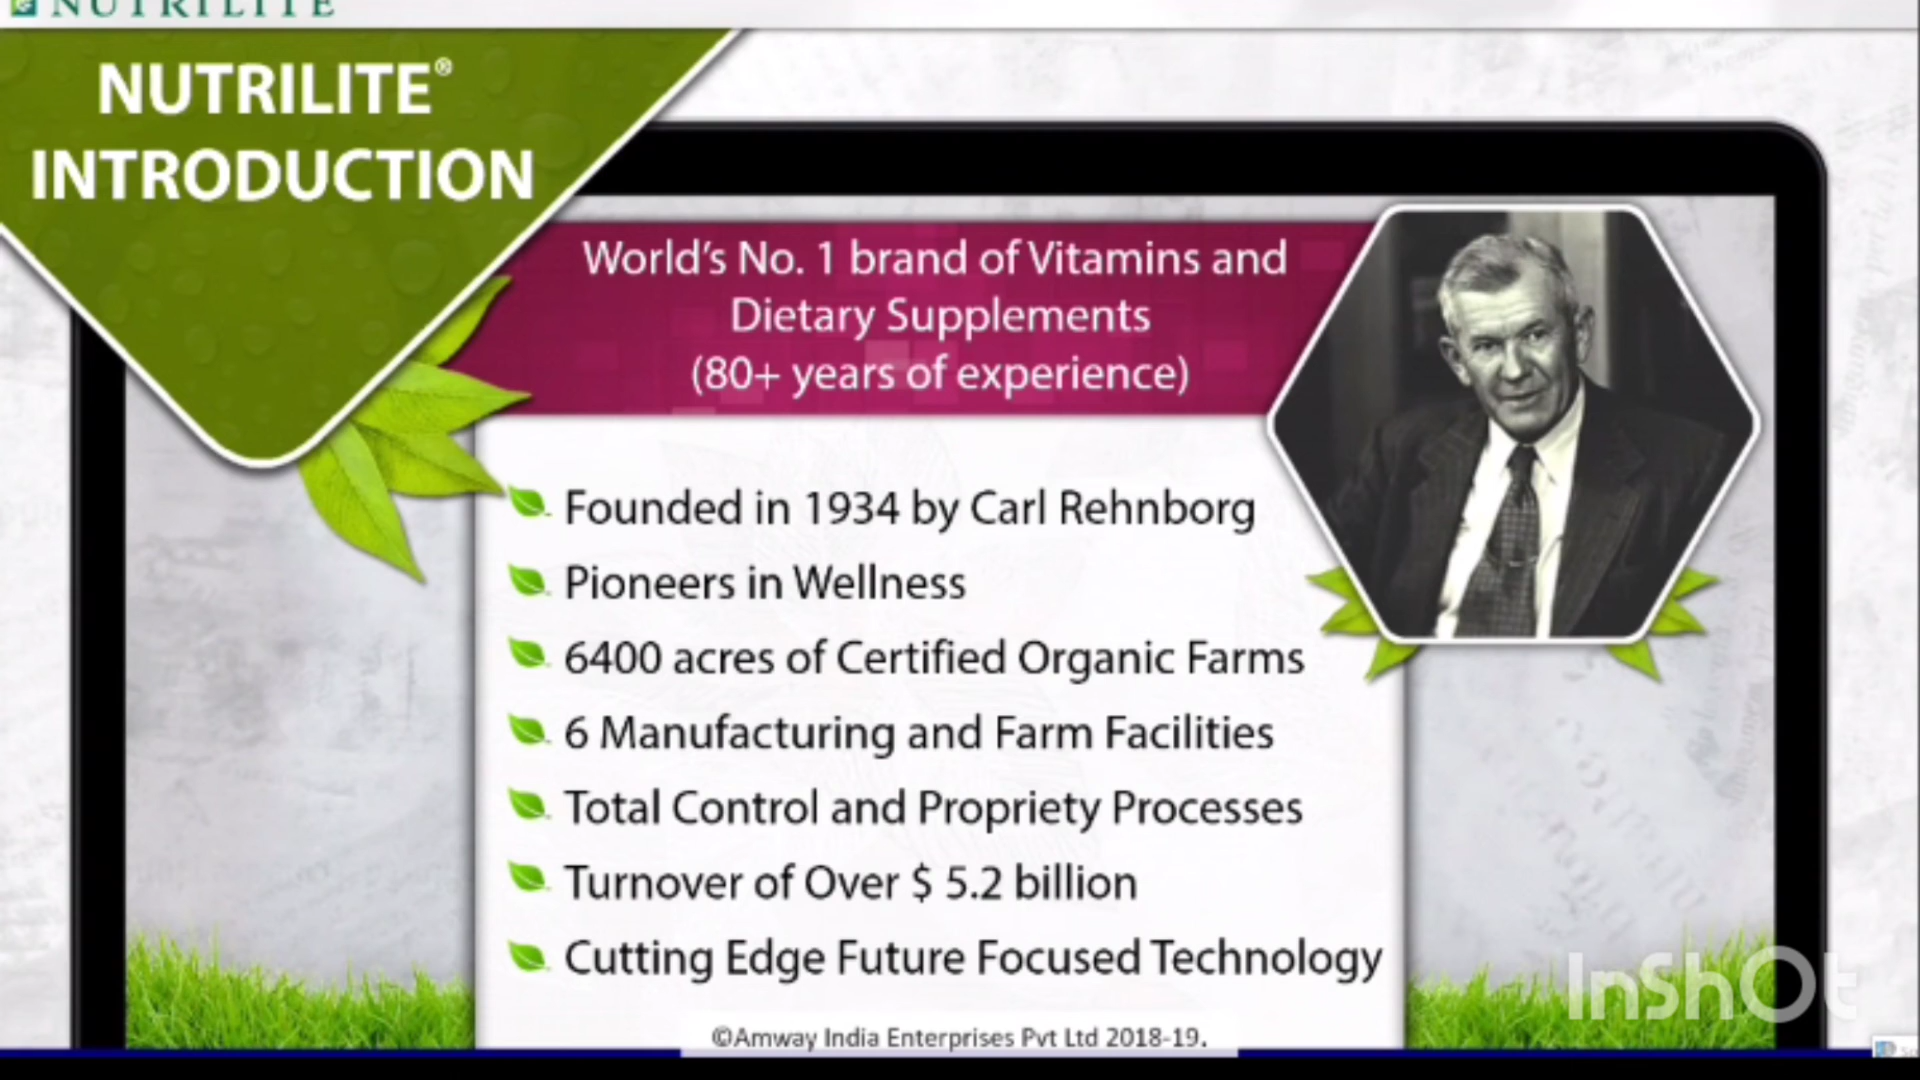 NUTRILITE
NUTRILITE®
INTRODUCTION
World's No. 1 brand of Vitamins and
Dietary Supplements
(80+ years of experience)
Founded in 1934 by Carl Rehnborg
Pioneers in Wellness
6400 acres of Certified Organic Farms
6 Manufacturing and Farm Facilities
Total Control and Propriety Processes
Turnover of Over $ 5.2 billion
Cutting Edge Future Focused Technology
InShOt
©Amway India Enterprises Pvt Ltd 2018-19.